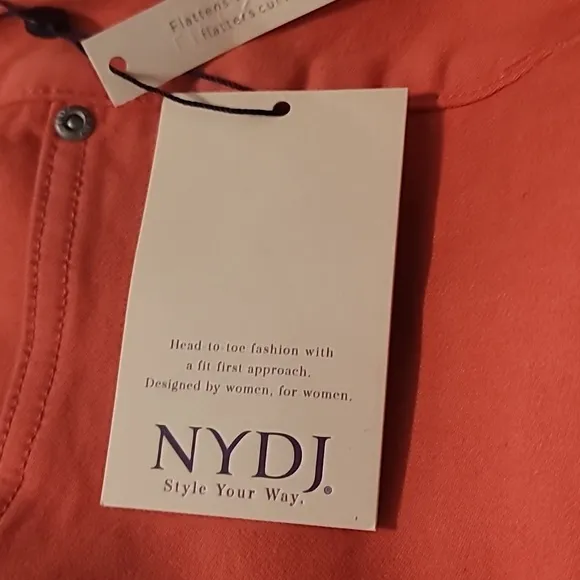 Flattens
flatters
Head-to-toe fashion with
a fit first approach.
Designed by women, for women.
NYDJ®
Style Your Way.